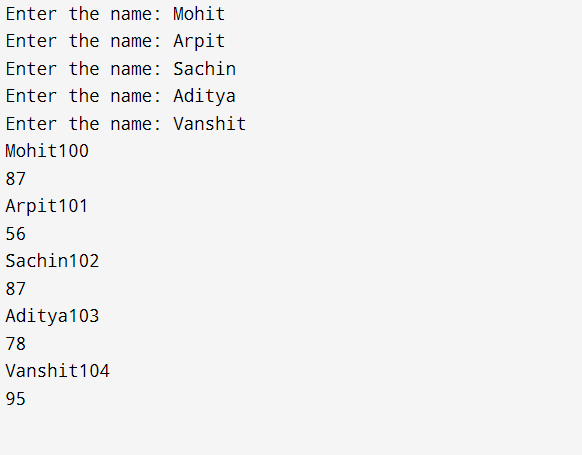 Enter the name: Mohit
Enter the name: Arpit
Enter the name: Sachin
Enter the name: Aditya
Enter the name: Vanshit
Mohit100
87
Arpit101
56
Sachin102
87
Aditya103
78
Vanshit104
95